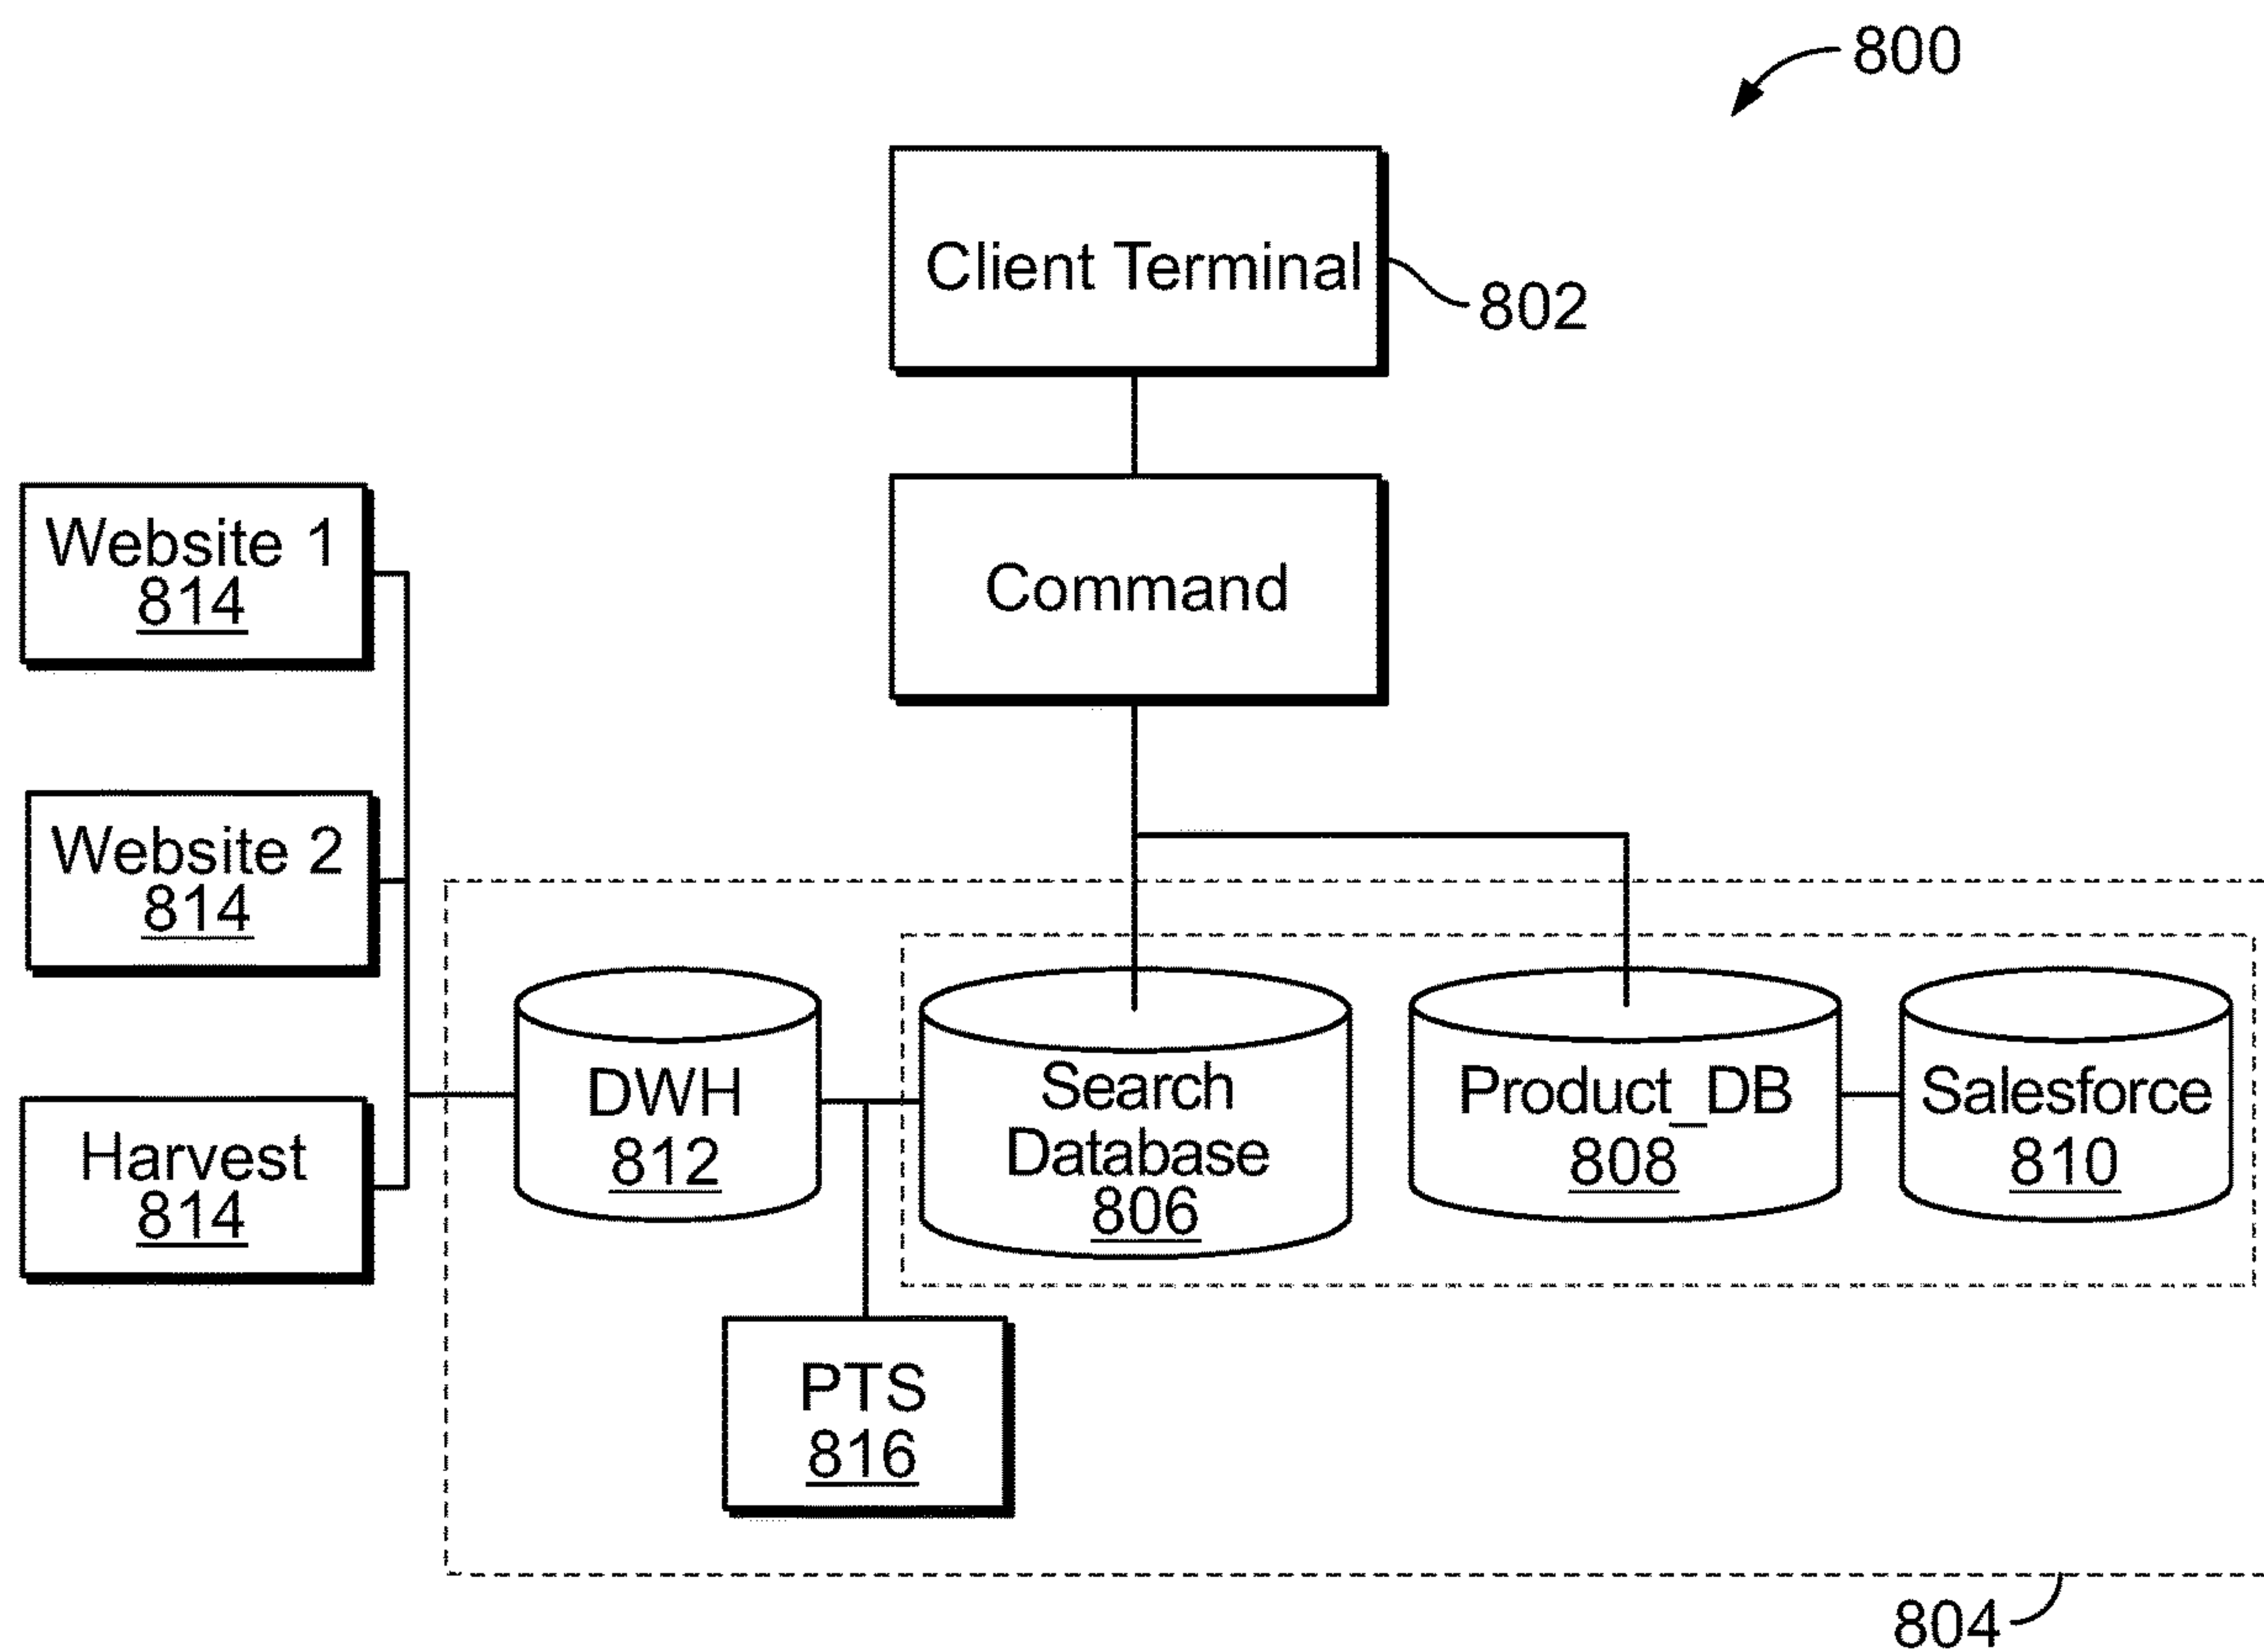 800
Client Terminal
802
Command
Website 1
814
Website 2
814
Harvest
814
DWH
812
Search
Database
806
Product_DB
808
Salesforce
810
PTS
816
804